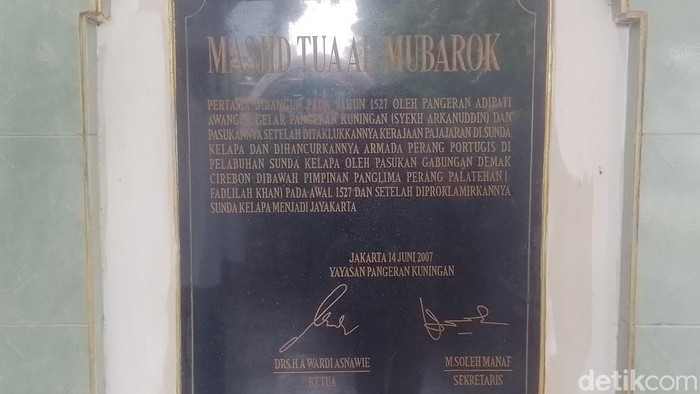 MASJID TUA AL-MUBAROK
PERTAMA DIBANGUN PADA TAHUN 1527 OLEH PANGERAN ADIPATI
AWANGGA GELAR PANGERAN KUNINGAN (SYEKH ARKANUDDIN) DAN
PASUKANNYA SETELAH DITAKLUKKANNYA KERAJAAN PAJAJARAN DI SUNDA
KELAPA DAN DIHANCURKANNYA ARMADA PERANG PORTUGIS DI
PELABUHAN SUNDA KELAPA OLEH PASUKAN GABUNGAN DEMAK
CIREBON DIBAWAH PIMPINAN PANGLIMA PERANG PALATEHAN (
FADLILAH KHAN) PADA AWAL 1527 DAN SETELAH DIPROKLAMIRKANNYA
SUNDA KELAPA MENJADI JAYAKARTA
JAKARTA 14 JUNI 2007
YAYASAN PANGERAN KUNINGAN
DRS.H.A WARDI ASNAWIE
KETUA
M.SOLEH MANAF
SEKRETARIS
detikcom